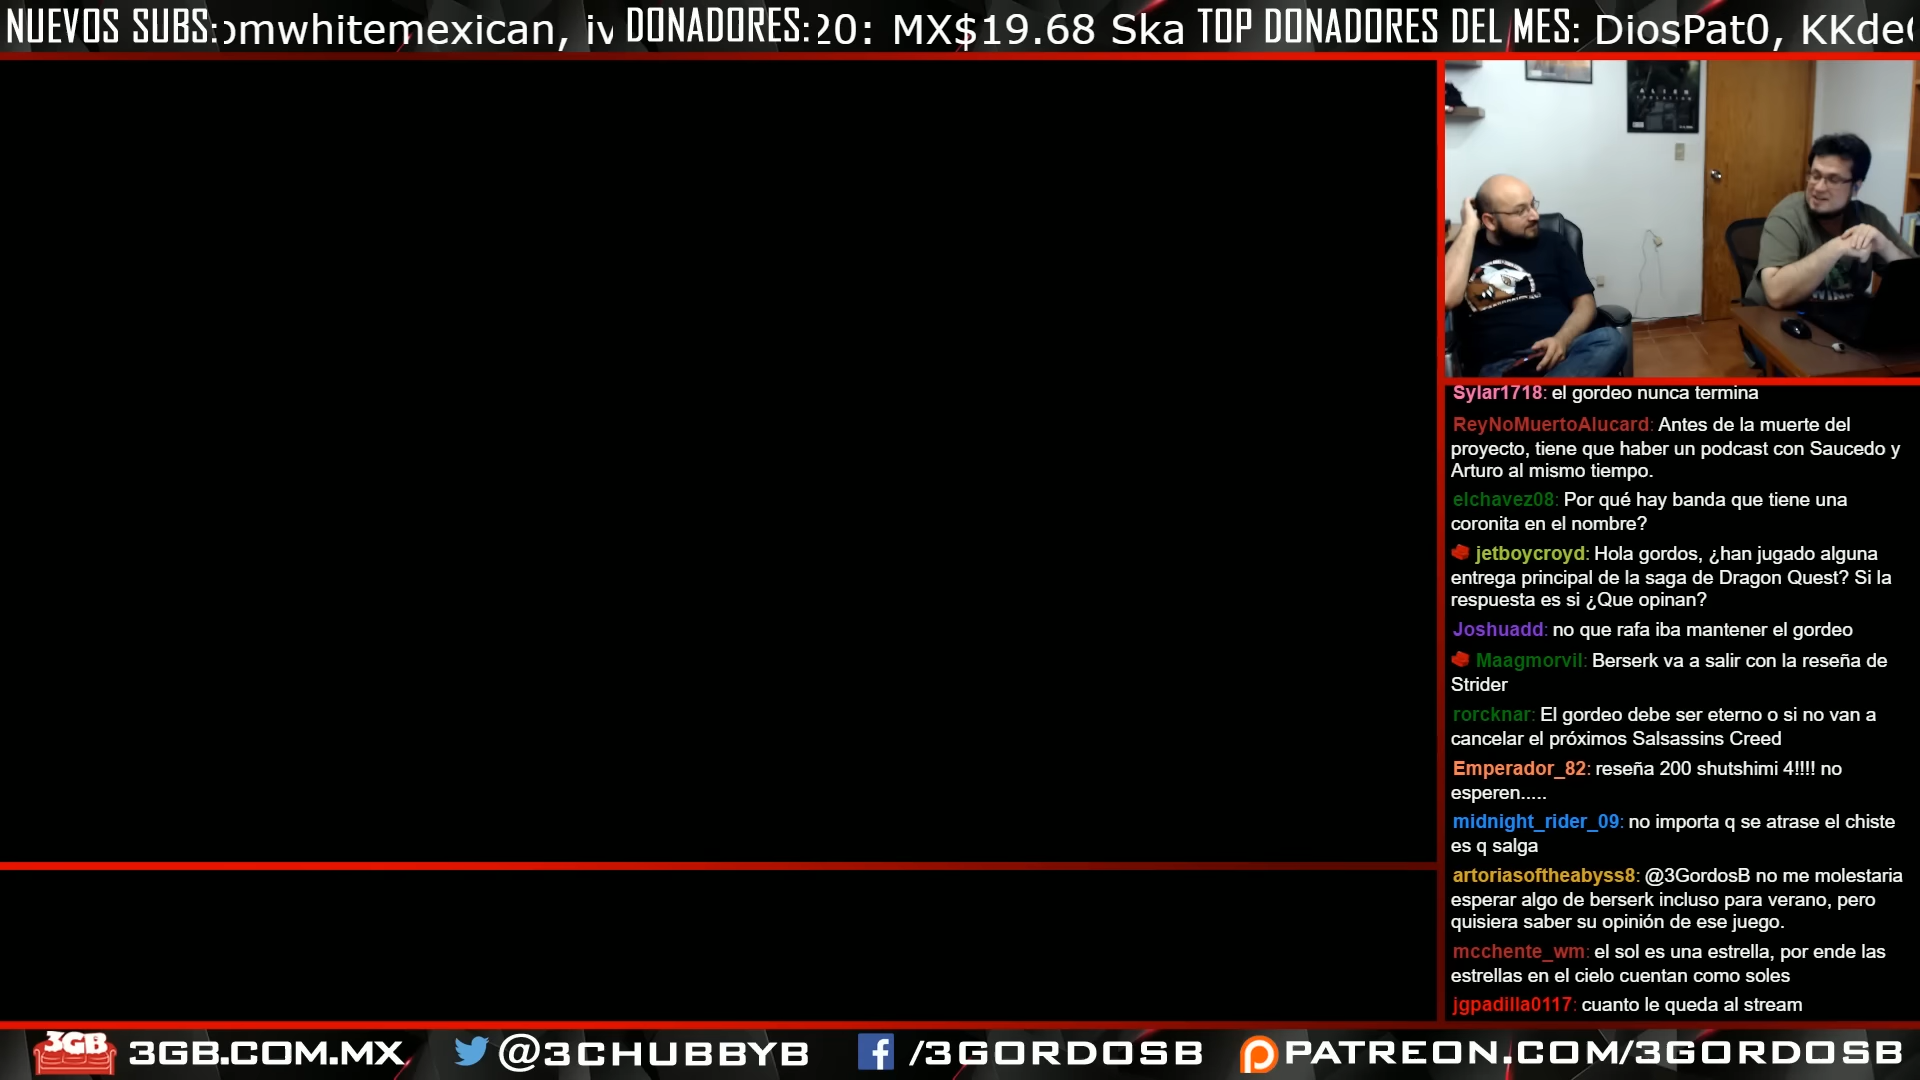 NUEVOS SUBS: omwhitemexican, iv DONADORES: 20: MX$19.68 Ska TOP DONADORES DEL MES: DiosPat0, KKde
ALIEN
Sylar1718: el gordeo nunca termina
ReyNoMuertoAlucard: Antes de la muerte del
proyecto, tiene que haber un podcast con Saucedo y
Arturo al mismo tiempo.
elchavez08: Por qué hay banda que tiene una
coronita en el nombre?
jetboycroyd: Hola gordos, ¿han jugado alguna
entrega principal de la saga de Dragon Quest? Si la
respuesta es si ¿Que opinan?
Joshuadd: no que rafa iba mantener el gordeo
Maagmorvil: Berserk va a salir con la reseña de
Strider
rorcknar: El gordeo debe ser eterno o si no van a
cancelar el próximos Salsassins Creed
Emperador_82: reseña 200 shutshimi 4!!!! no
esperen.....
midnight_rider_09: no importa q se atrase el chiste
es q salga
artoriasoftheabyss8: @3GordosB no me molestaria
esperar algo de berserk incluso para verano, pero
quisiera saber su opinión de ese juego.
mcchente_wm: el sol es una estrella, por ende las
estrellas en el cielo cuentan como soles
jgpadilla0117: cuanto le queda al stream
3GB 3GB.COM.MX @3CHUBBYB /3GORDOSB PATREON.COM/3GORDOSB